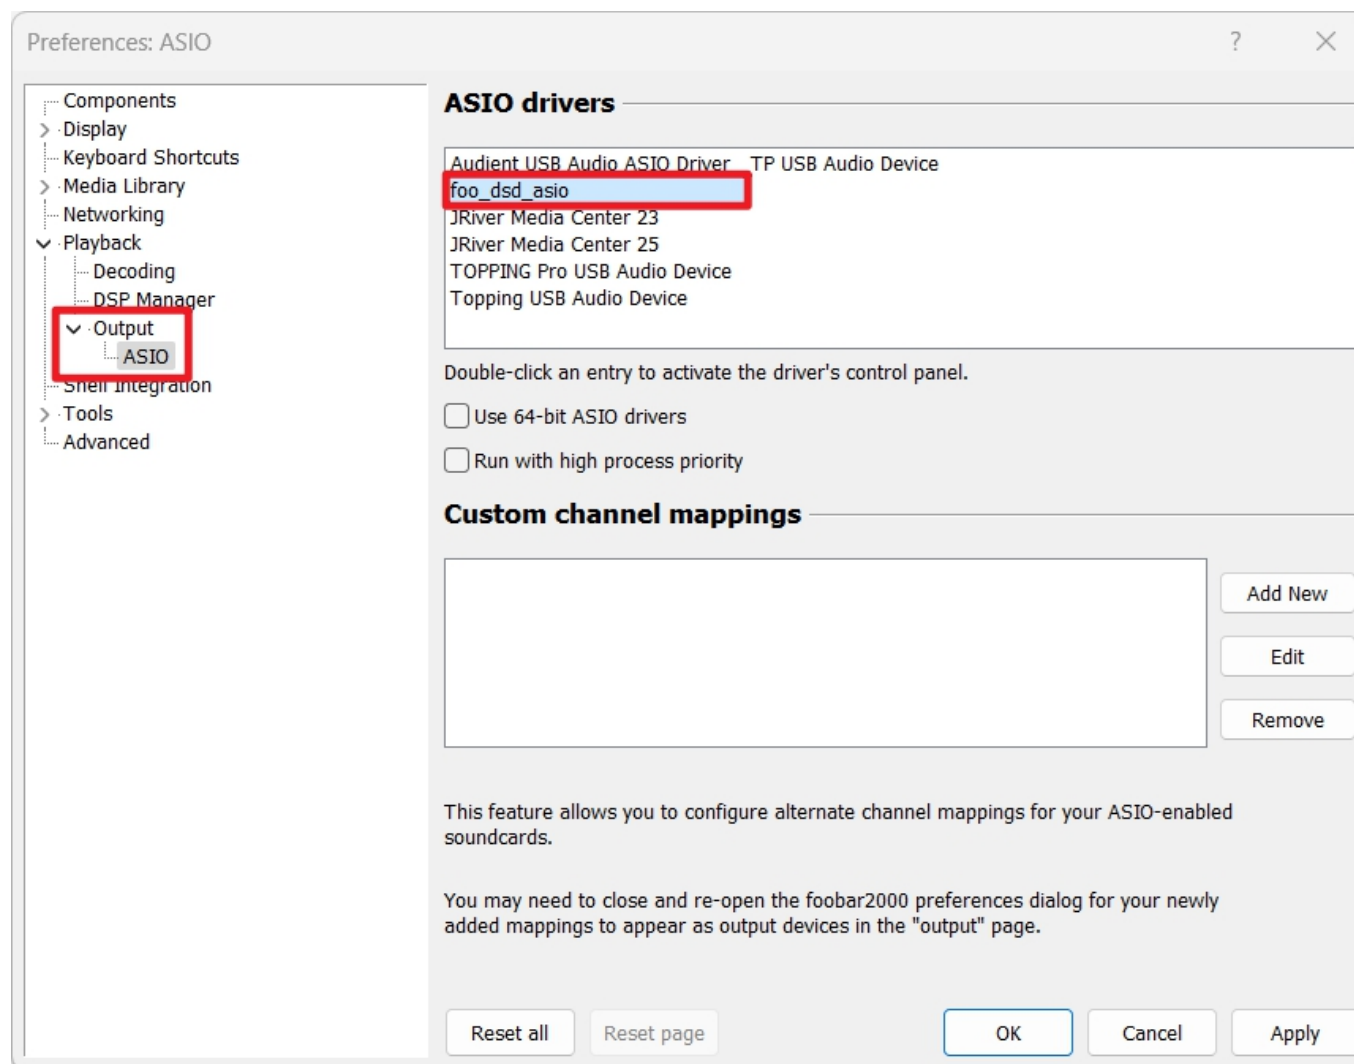 Preferences: ASIO
?
Components
Display
Keyboard Shortcuts
Media Library
Networking
Playback
Decoding
DSP Manager
Output
ASIO
Shell Integration
Tools
Advanced
ASIO drivers
Audient USB Audio ASIO Driver TP USB Audio Device
foo_dsd_asio
JRiver Media Center 23
JRiver Media Center 25
TOPPING Pro USB Audio Device
Topping USB Audio Device
Double-click an entry to activate the driver's control panel.
Use 64-bit ASIO drivers
Run with high process priority
Custom channel mappings
Add New
Edit
Remove
This feature allows you to configure alternate channel mappings for your ASIO-enabled
soundcards.
You may need to close and re-open the foobar2000 preferences dialog for your newly
added mappings to appear as output devices in the "output" page.
Reset all
Reset page
OK
Cancel
Apply